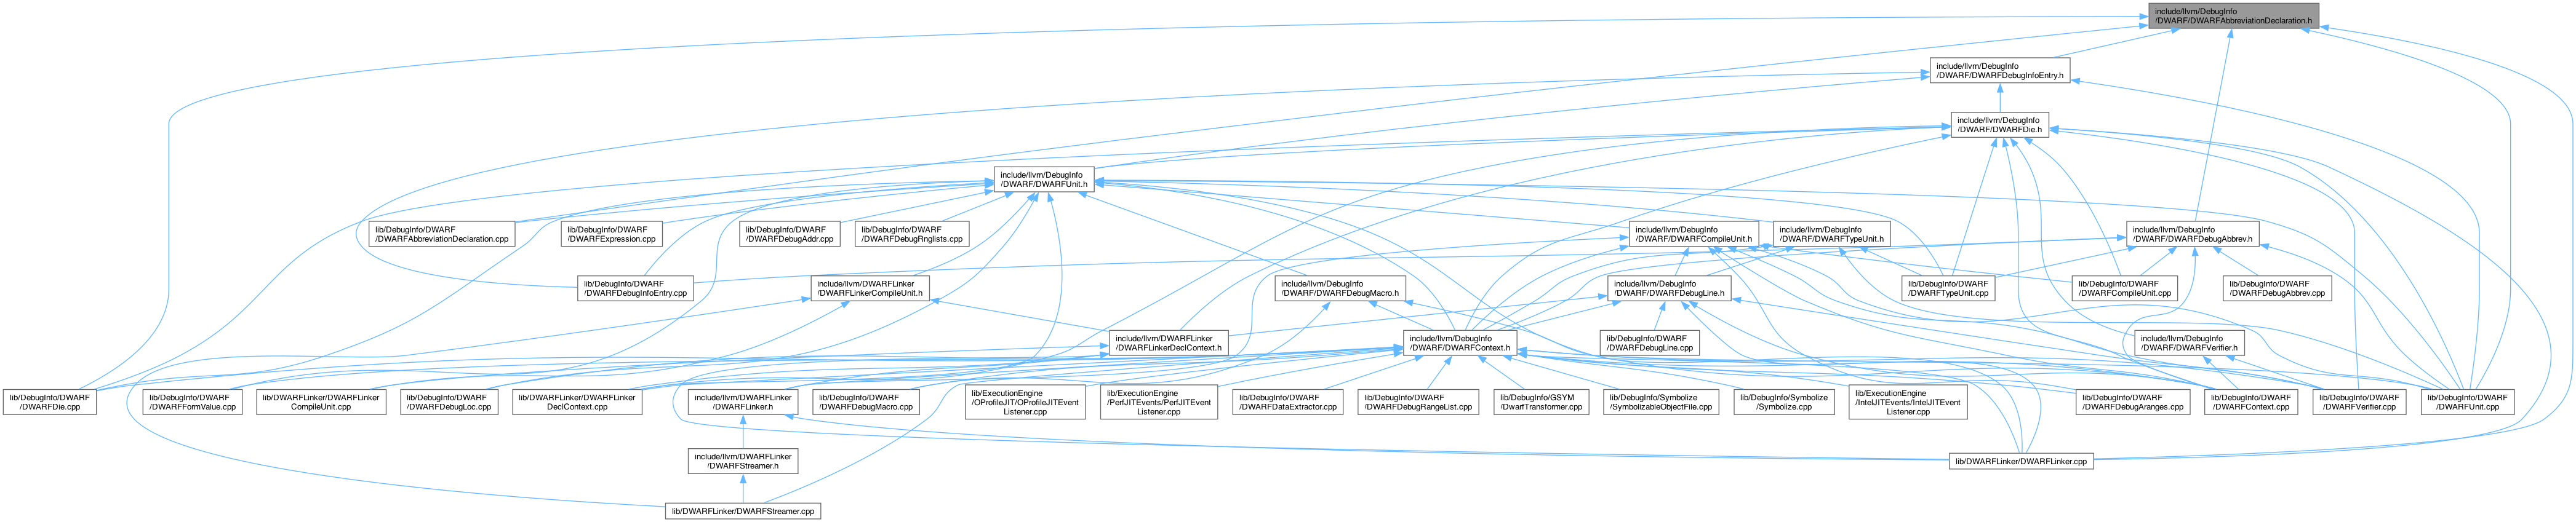 include/llvm/DebugInfo
/DWARF/DWARFAbbreviationDeclaration.h
include/llvm/DebugInfo
/DWARF/DWARFDebugInfoEntry.h
include/llvm/DebugInfo
/DWARF/DWARFDie.h
include/llvm/DebugInfo
/DWARF/DWARFUnit.h
lib/DebugInfo/DWARF
/DWARFAbbreviationDeclaration.cpp
lib/DebugInfo/DWARF
/DWARFExpression.cpp
lib/DebugInfo/DWARF
/DWARFDebugAddr.cpp
lib/DebugInfo/DWARF
/DWARFDebugRnglists.cpp
include/llvm/DebugInfo
/DWARF/DWARFCompileUnit.h
include/llvm/DebugInfo
/DWARF/DWARFTypeUnit.h
include/llvm/DebugInfo
/DWARF/DWARFDebugAbbrev.h
lib/DebugInfo/DWARF
/DWARFDebugInfoEntry.cpp
include/llvm/DWARFLinker
/DWARFLinkerCompileUnit.h
include/llvm/DebugInfo
/DWARF/DWARFDebugMacro.h
include/llvm/DebugInfo
/DWARF/DWARFDebugLine.h
lib/DebugInfo/DWARF
/DWARFTypeUnit.cpp
lib/DebugInfo/DWARF
/DWARFCompileUnit.cpp
lib/DebugInfo/DWARF
/DWARFDebugAbbrev.cpp
include/llvm/DWARFLinker
/DWARFLinkerDeclContext.h
include/llvm/DebugInfo
/DWARF/DWARFContext.h
lib/DebugInfo/DWARF
/DWARFDebugLine.cpp
include/llvm/DebugInfo
/DWARF/DWARFVerifier.h
lib/DebugInfo/DWARF
/DWARFDie.cpp
lib/DebugInfo/DWARF
/DWARFFormValue.cpp
lib/DWARFLinker/DWARFLinker
CompileUnit.cpp
lib/DebugInfo/DWARF
/DWARFDebugLoc.cpp
lib/DWARFLinker/DWARFLinker
DeclContext.cpp
include/llvm/DWARFLinker
/DWARFLinker.h
lib/DebugInfo/DWARF
/DWARFDebugMacro.cpp
lib/ExecutionEngine
/OProfileJIT/OProfileJITEvent
Listener.cpp
lib/ExecutionEngine
/PerfJITEvents/PerfJITEvent
Listener.cpp
lib/DebugInfo/DWARF
/DWARFDataExtractor.cpp
lib/DebugInfo/DWARF
/DWARFDebugRangeList.cpp
lib/DebugInfo/GSYM
/DwarfTransformer.cpp
lib/DebugInfo/Symbolize
/SymbolizableObjectFile.cpp
lib/DebugInfo/Symbolize
/Symbolize.cpp
lib/ExecutionEngine
/IntelJITEvents/IntelJITEvent
Listener.cpp
lib/DebugInfo/DWARF
/DWARFDebugAranges.cpp
lib/DebugInfo/DWARF
/DWARFContext.cpp
lib/DebugInfo/DWARF
/DWARFVerifier.cpp
lib/DebugInfo/DWARF
/DWARFUnit.cpp
include/llvm/DWARFLinker
/DWARFStreamer.h
lib/DWARFLinker/DWARFLinker.cpp
lib/DWARFLinker/DWARFStreamer.cpp